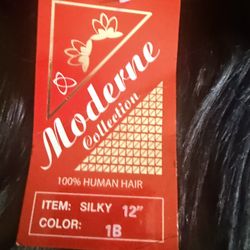 Moderne
Collection
100% HUMAN HAIR
ITEM: SILKY 12"
COLOR: 1B